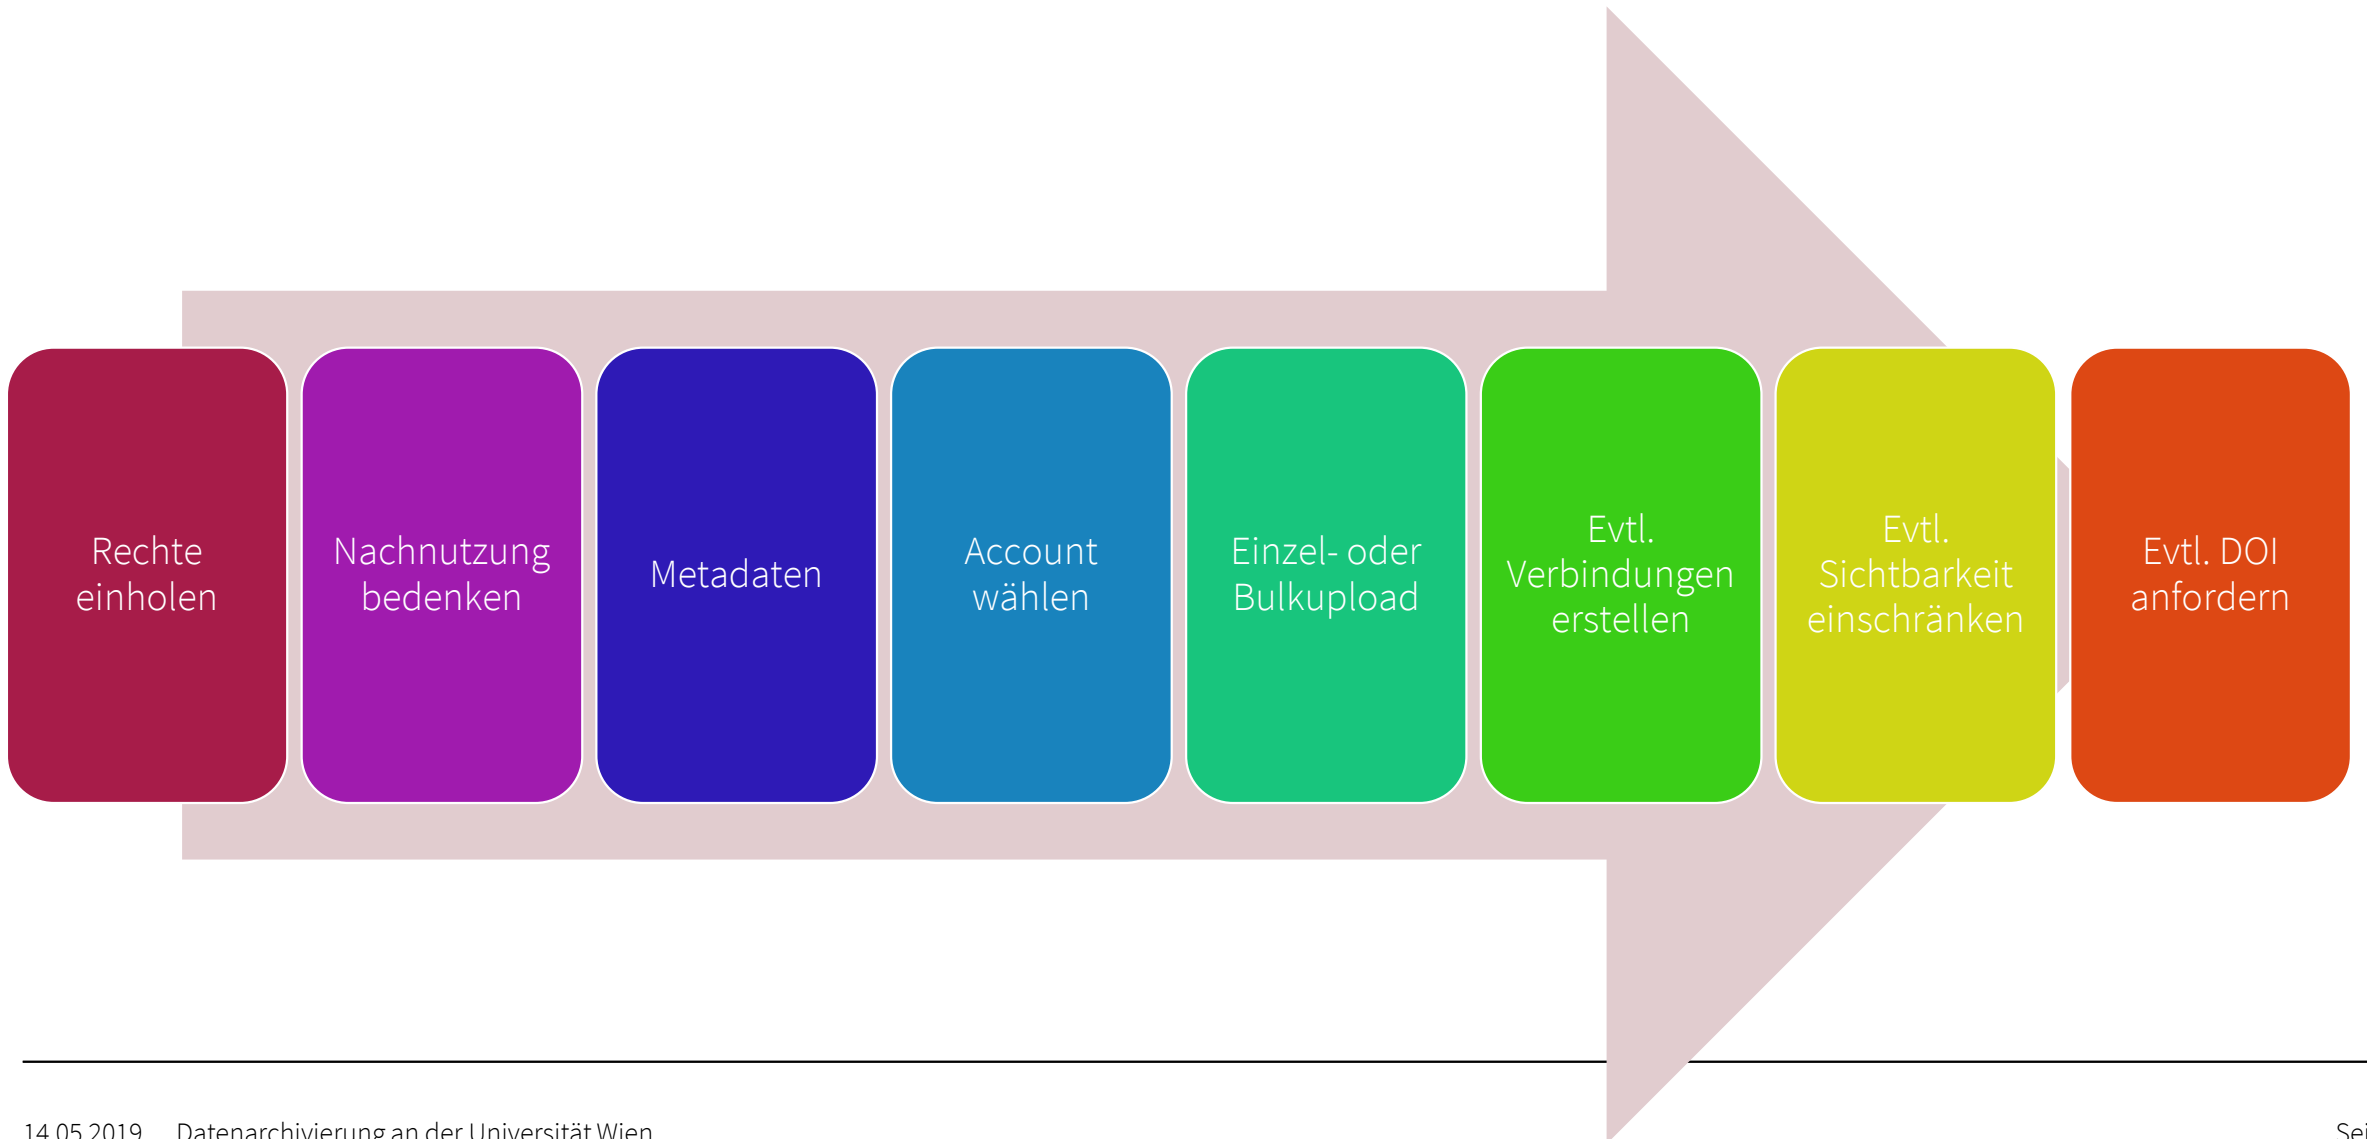 Rechte
einholen
Nachnutzung
bedenken
Metadaten
Account
wählen
Einzel- oder
Bulkupload
Evtl.
Verbindungen
erstellen
Evtl.
Sichtbarkeit
einschränken
Evtl. DOI
anfordern
14.05.2019 Datenarchivierung an der Universität Wien